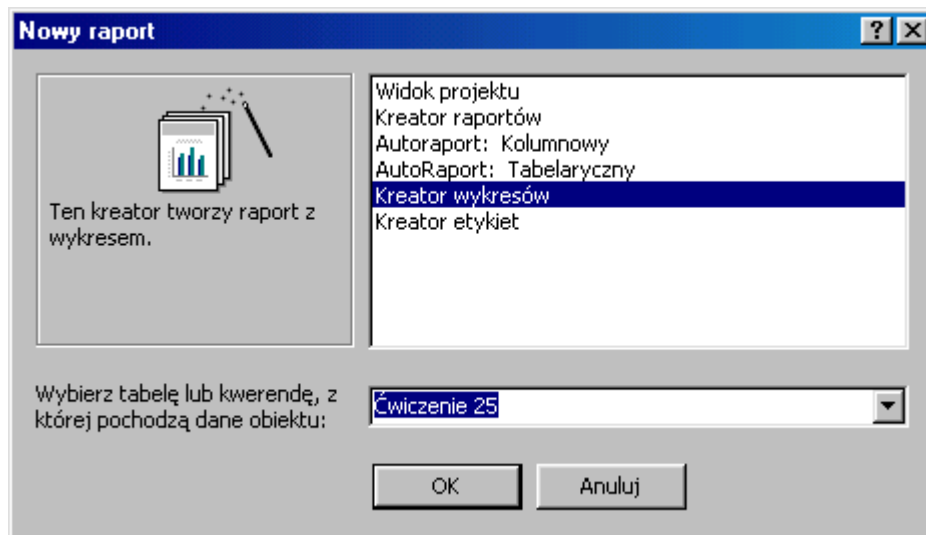 Nowy raport
Ten kreator tworzy raport z
wykresem.
Widok projektu
Kreator raportów
Autoraport: Kolumnowy
AutoRaport: Tabelaryczny
Kreator wykresów
Kreator etykiet
Wybierz tabelę lub kwerendę, z
której pochodzą dane obiektu:
Ćwiczenie 25
OK
Anuluj